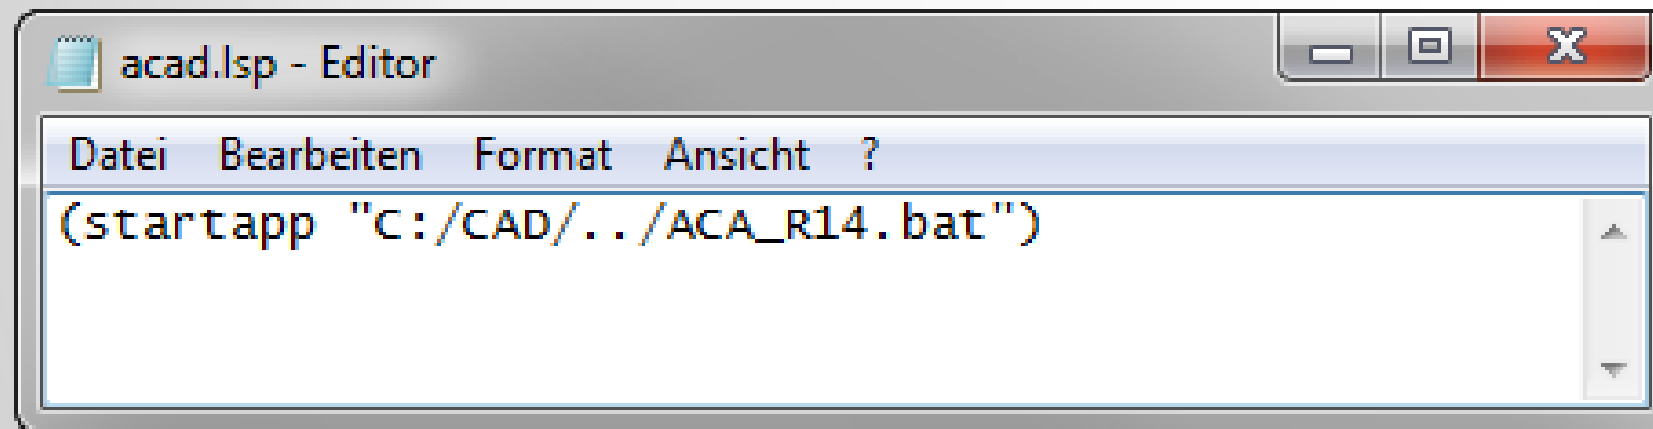 acad.lsp - Editor
Datei Bearbeiten Format Ansicht ?
(startapp "C:/CAD/../ACA_R14.bat")